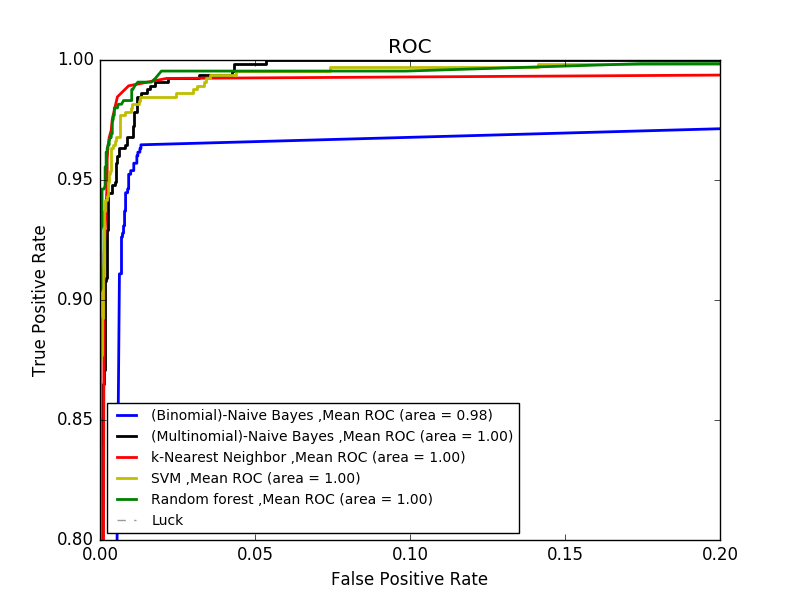 ROC
1.00
0.95
0.90
0.85
0.80
True Positive Rate
(Binomial)-Naive Bayes ,Mean ROC (area = 0.98)
(Multinomial)-Naive Bayes ,Mean ROC (area = 1.00)
k-Nearest Neighbor ,Mean ROC (area = 1.00)
SVM ,Mean ROC (area = 1.00)
Random forest ,Mean ROC (area = 1.00)
Luck
0.00 0.05 0.10 0.15 0.20
False Positive Rate